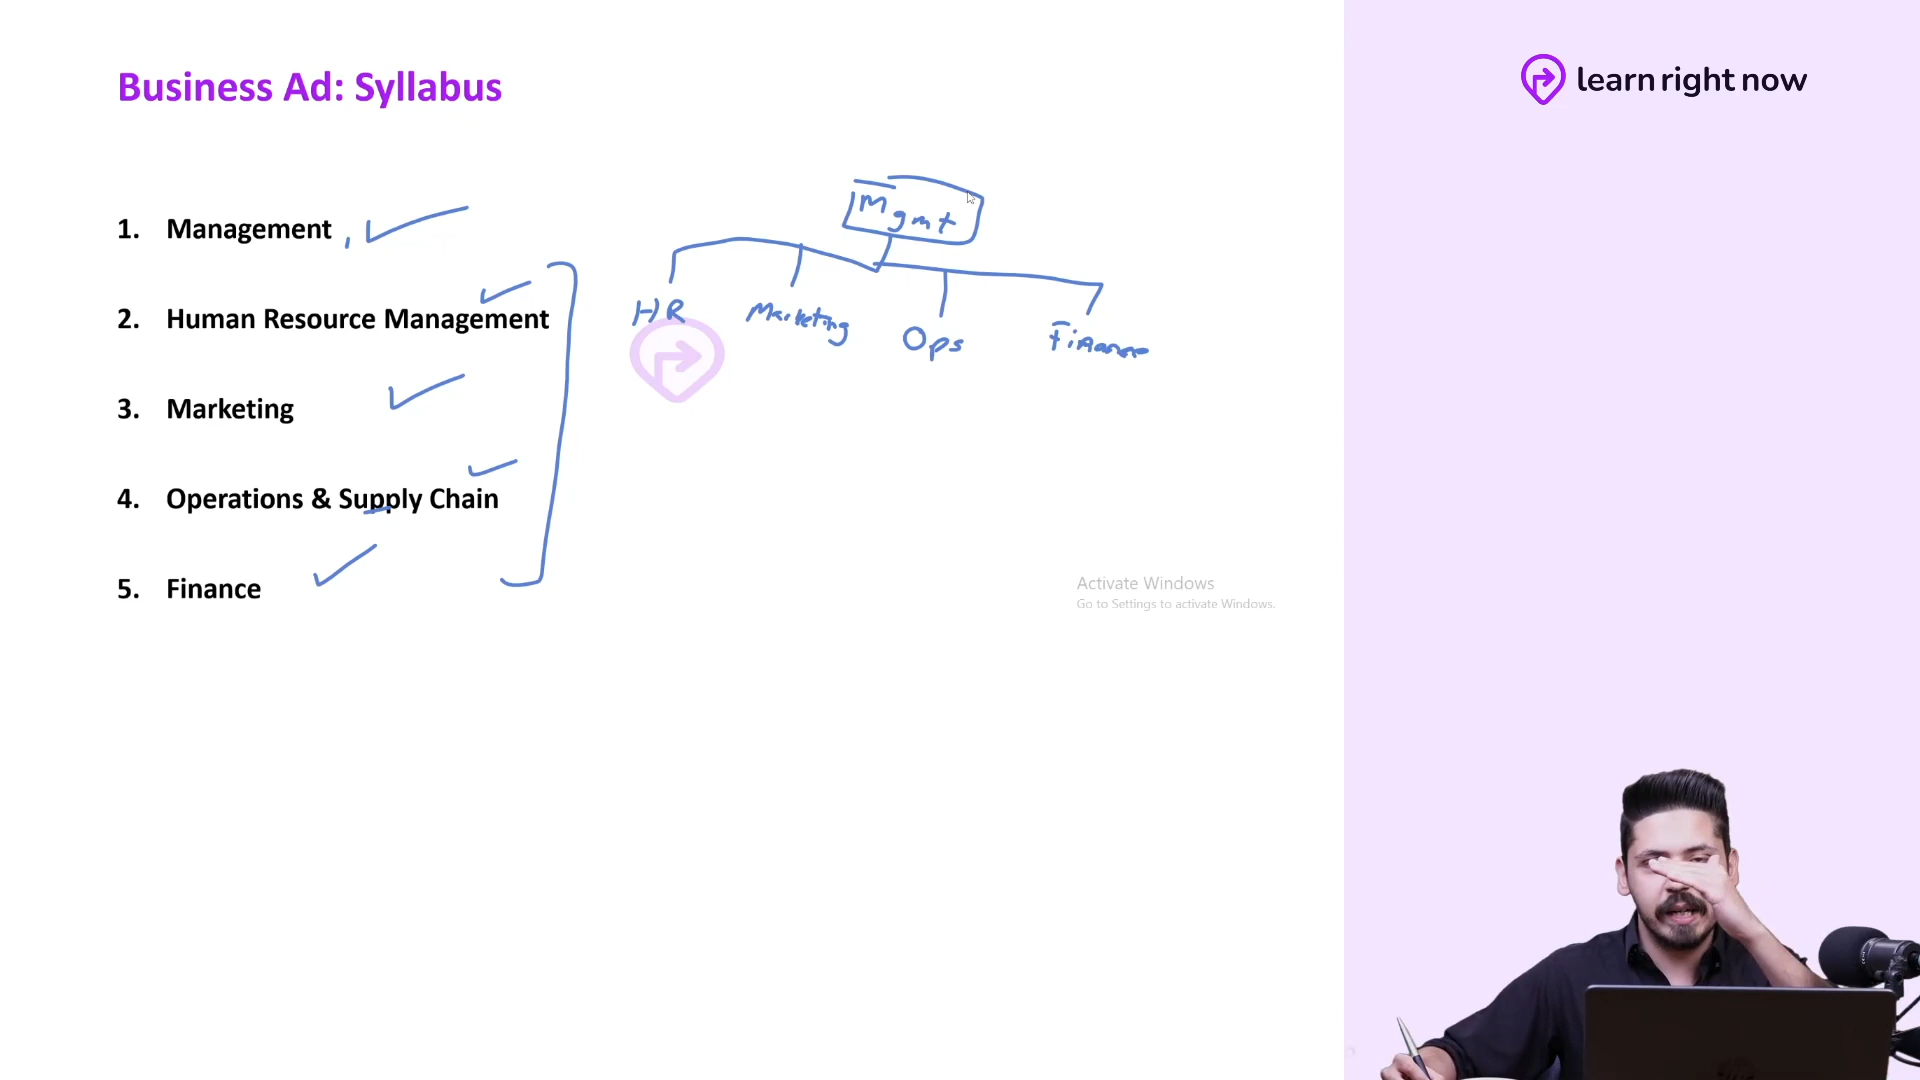 Business Ad: Syllabus
learn right now
1. Management
2. Human Resource Management
3. Marketing
4. Operations & Supply Chain
5. Finance
Mgmt
HR
Marketing
Ops
Finance
Activate Windows
Go to Settings to activate Windows.